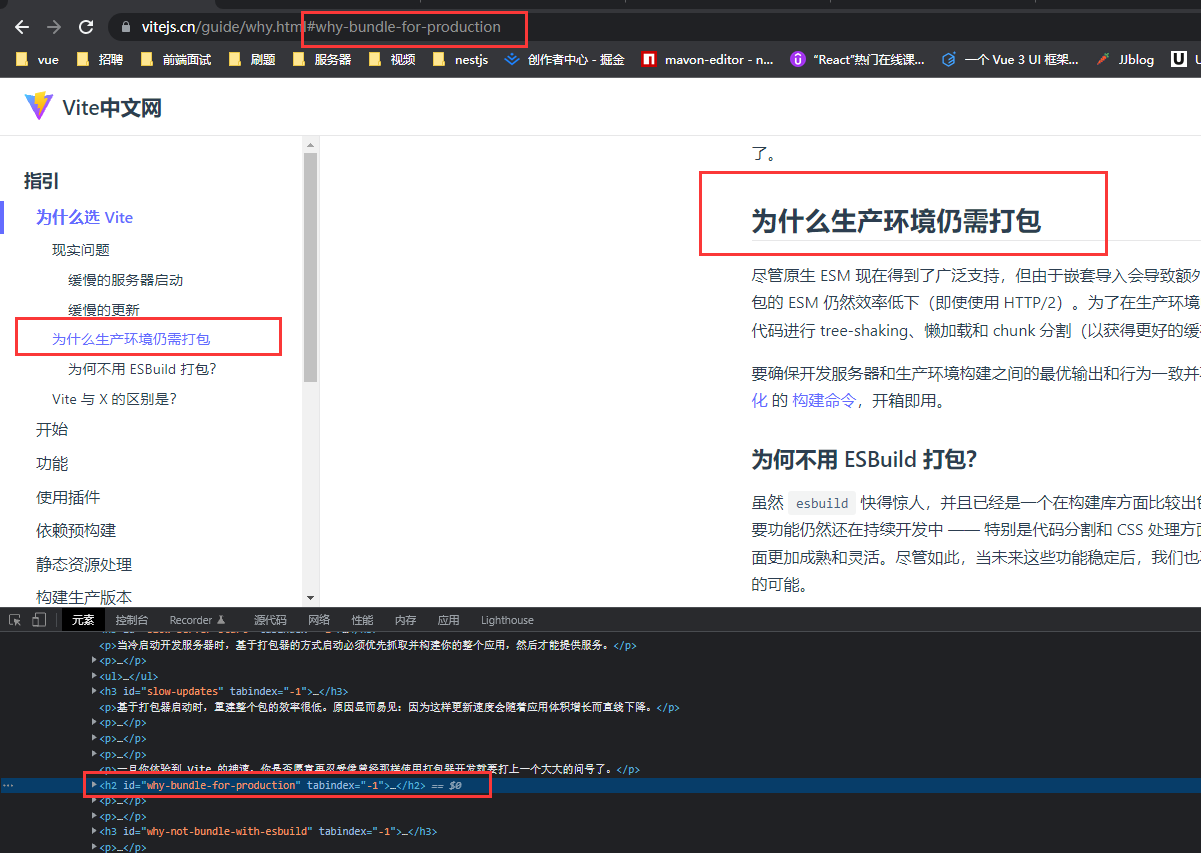 vitejs.cn/guide/why.html#why-bundle-for-production
vue 招聘 前端面试 刷题 服务器 视频 nestjs 创作者中心 - 掘金 mavon-editor - n... “React”热门在线课... 一个 Vue 3 UI 框架... JJblog
Vite中文网
指引
为什么选 Vite
现实问题
缓慢的服务器启动
缓慢的更新
为什么生产环境仍需打包
为何不用 ESBuild 打包？
Vite 与 X 的区别是？
开始
功能
使用插件
依赖预构建
静态资源处理
构建生产版本
了。
为什么生产环境仍需打包
尽管原生 ESM 现在得到了广泛支持，但由于嵌套导入会导致额外
包的 ESM 仍然效率低下（即使使用 HTTP/2）。为了在生产环境
代码进行 tree-shaking、懒加载和 chunk 分割（以获得更好的缓
要确保开发服务器和生产环境构建之间的最优输出和行为一致并
化 的 构建命令，开箱即用。
为何不用 ESBuild 打包？
虽然 esbuild 快得惊人，并且已经是一个在构建库方面比较出
要功能仍然还在持续开发中 —— 特别是代码分割和 CSS 处理方
面更加成熟和灵活。尽管如此，当未来这些功能稳定后，我们也
的可能。
元素 控制台 Recorder 源代码 网络 性能 内存 应用 Lighthouse
<h3 id="slow-server-start" tabindex="-1">…</h3>
<p>当冷启动开发服务器时，基于打包器的方式启动必须优先抓取并构建你的整个应用，然后才能提供服务。</p>
<p>…</p>
<ul>…</ul>
<h3 id="slow-updates" tabindex="-1">…</h3>
<p>基于打包器启动时，重建整个包的效率很低。原因显而易见：因为这样更新速度会随着应用体积增长而直线下降。</p>
<p>…</p>
<p>…</p>
<p>…</p>
<p>一旦你体验到 Vite 的神速，你是否愿意再忍受像曾经那样使用打包器开发就要打上一个大大的问号了。</p>
<h2 id="why-bundle-for-production" tabindex="-1">…</h2> == $0
<p>…</p>
<p>…</p>
<h3 id="why-not-bundle-with-esbuild" tabindex="-1">…</h3>
<p>…</p>